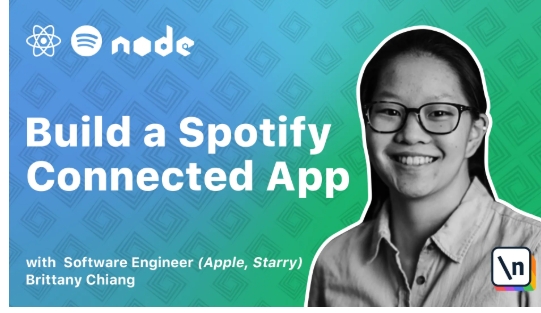 node
Build a Spotify
Connected App
with Software Engineer (Apple, Starry)
Brittany Chiang
\n